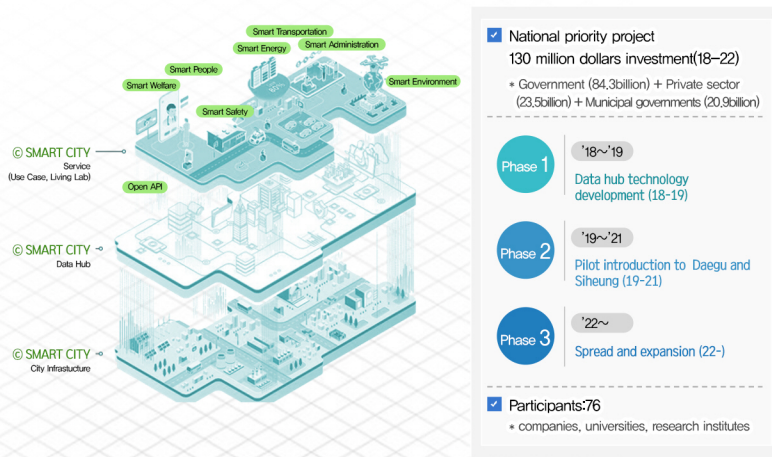 Smart Transportation
Smart Energy
Smart Administration
Smart People
Smart Environment
Smart Welfare
Smart Safety
© SMART CITY
Service
(Use Case, Living Lab)
Open API
© SMART CITY
Data Hub
© SMART CITY
City Infrastucture
National priority project
130 million dollars investment(18–22)
* Government (84,3billion) + Private sector
(23,5billion) + Municipal governments (20,9billion)
Phase 1
'18~'19
Data hub technology
development (18-19)
Phase 2
'19~'21
Pilot introduction to Daegu and
Siheung (19-21)
Phase 3
'22~
Spread and expansion (22-)
Participants:76
* companies, universities, research institutes